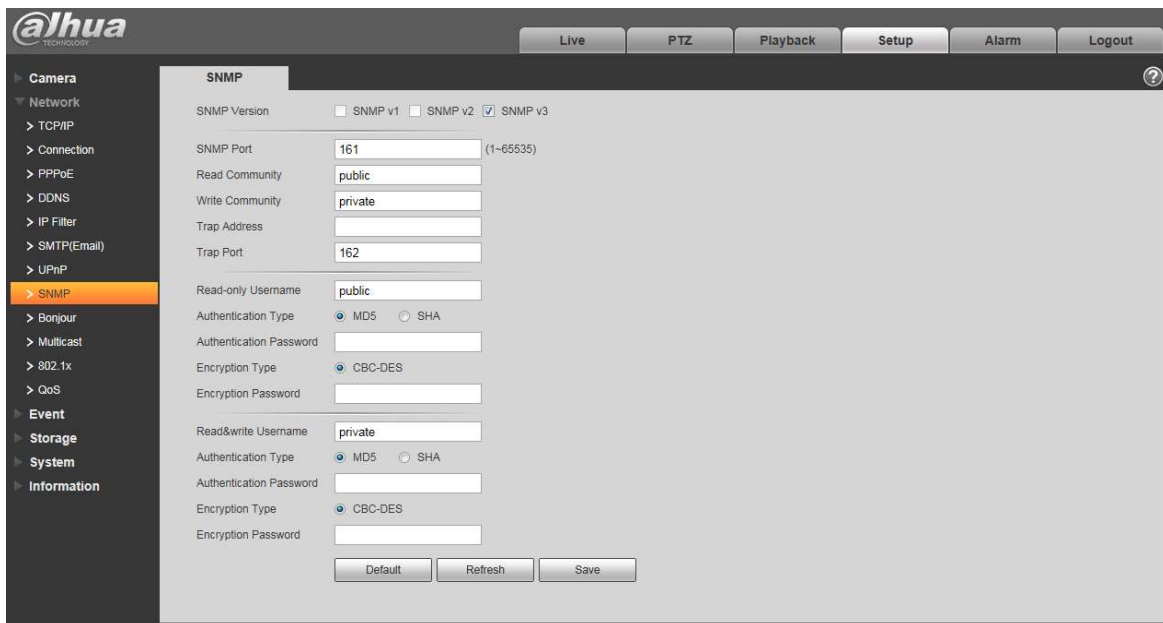 alhua
TECHNOLOGY
Live PTZ Playback Setup Alarm Logout
Camera
Network
> TCP/IP
> Connection
> PPPoE
> DDNS
> IP Filter
> SMTP(Email)
> UPnP
> SNMP
> Bonjour
> Multicast
> 802.1x
> QoS
Event
Storage
System
Information
SNMP
?
SNMP Version SNMP v1 SNMP v2 SNMP v3
SNMP Port 161 (1~65535)
Read Community public
Write Community private
Trap Address
Trap Port 162
Read-only Username public
Authentication Type MD5 SHA
Authentication Password
Encryption Type CBC-DES
Encryption Password
Read&write Username private
Authentication Type MD5 SHA
Authentication Password
Encryption Type CBC-DES
Encryption Password
Default Refresh Save